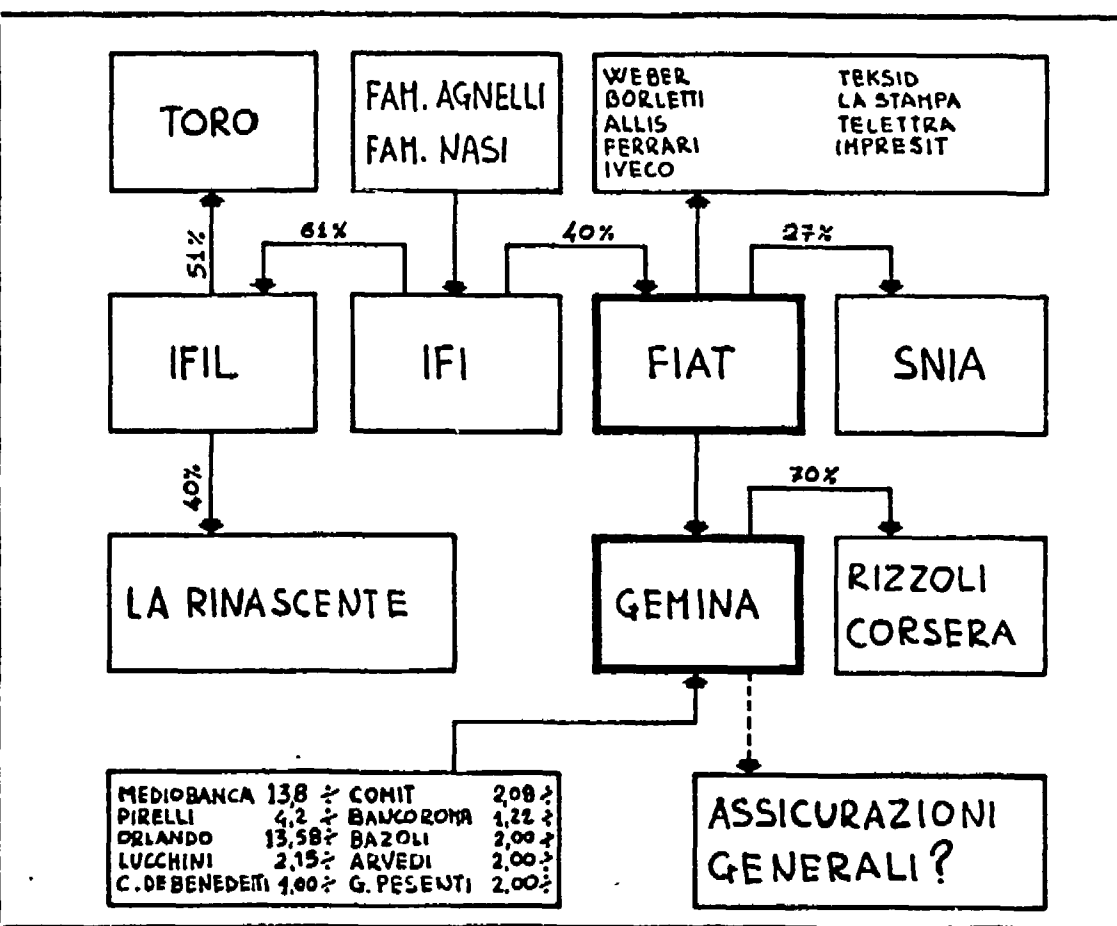 TORO
FAM. AGNELLI
FAM. NASI
WEBER TEKSID
BORLETTI LA STAMPA
ALLIS TELETTRA
FERRARI IMPRESIT
IVECO
51%
61%
40%
27%
IFIL
IFI
FIAT
SNIA
40%
70%
LA RINASCENTE
GEMINA
RIZZOLI
CORSERA
MEDIOBANCA 13,8 % COMIT 2,08 %
PIRELLI 4,2 % BANCOROMA 1,22 %
ORLANDO 13,58 % BAZOLI 2,00 %
LUCCHINI 2,15 % ARVEDI 2,00 %
C. DE BENEDETTI 1,00 % G. PESENTI 2,00 %
ASSICURAZIONI
GENERALI?